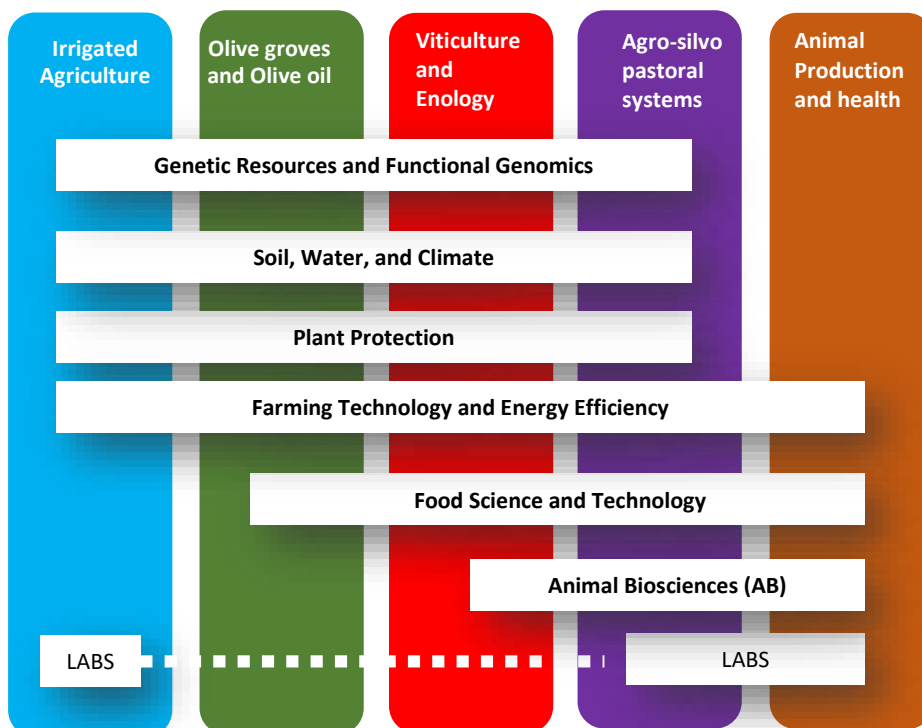 Irrigated
Agriculture
Olive groves
and Olive oil
Viticulture
and
Enology
Agro-silvo
pastoral
systems
Animal
Production
and health
Genetic Resources and Functional Genomics
Soil, Water, and Climate
Plant Protection
Farming Technology and Energy Efficiency
Food Science and Technology
Animal Biosciences (AB)
LABS
LABS